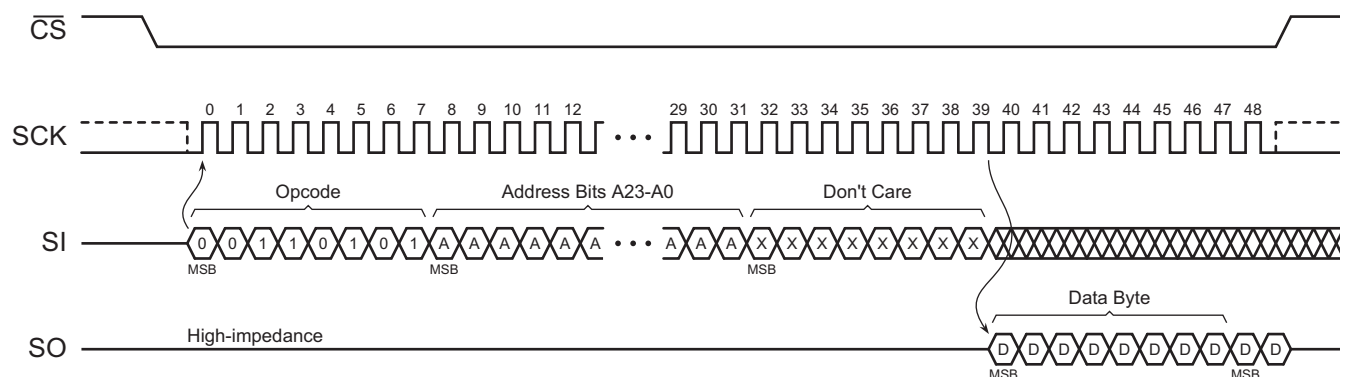 CS
0 1 2 3 4 5 6 7 8 9 10 11 12 29 30 31 32 33 34 35 36 37 38 39 40 41 42 43 44 45 46 47 48
SCK
Opcode Address Bits A23-A0 Don't Care
SI 0 0 1 1 0 1 0 1 A A A A A A A A A X X X X X X X X
MSB MSB MSB
Data Byte
High-impedance
SO D D D D D D D D D D
MSB MSB